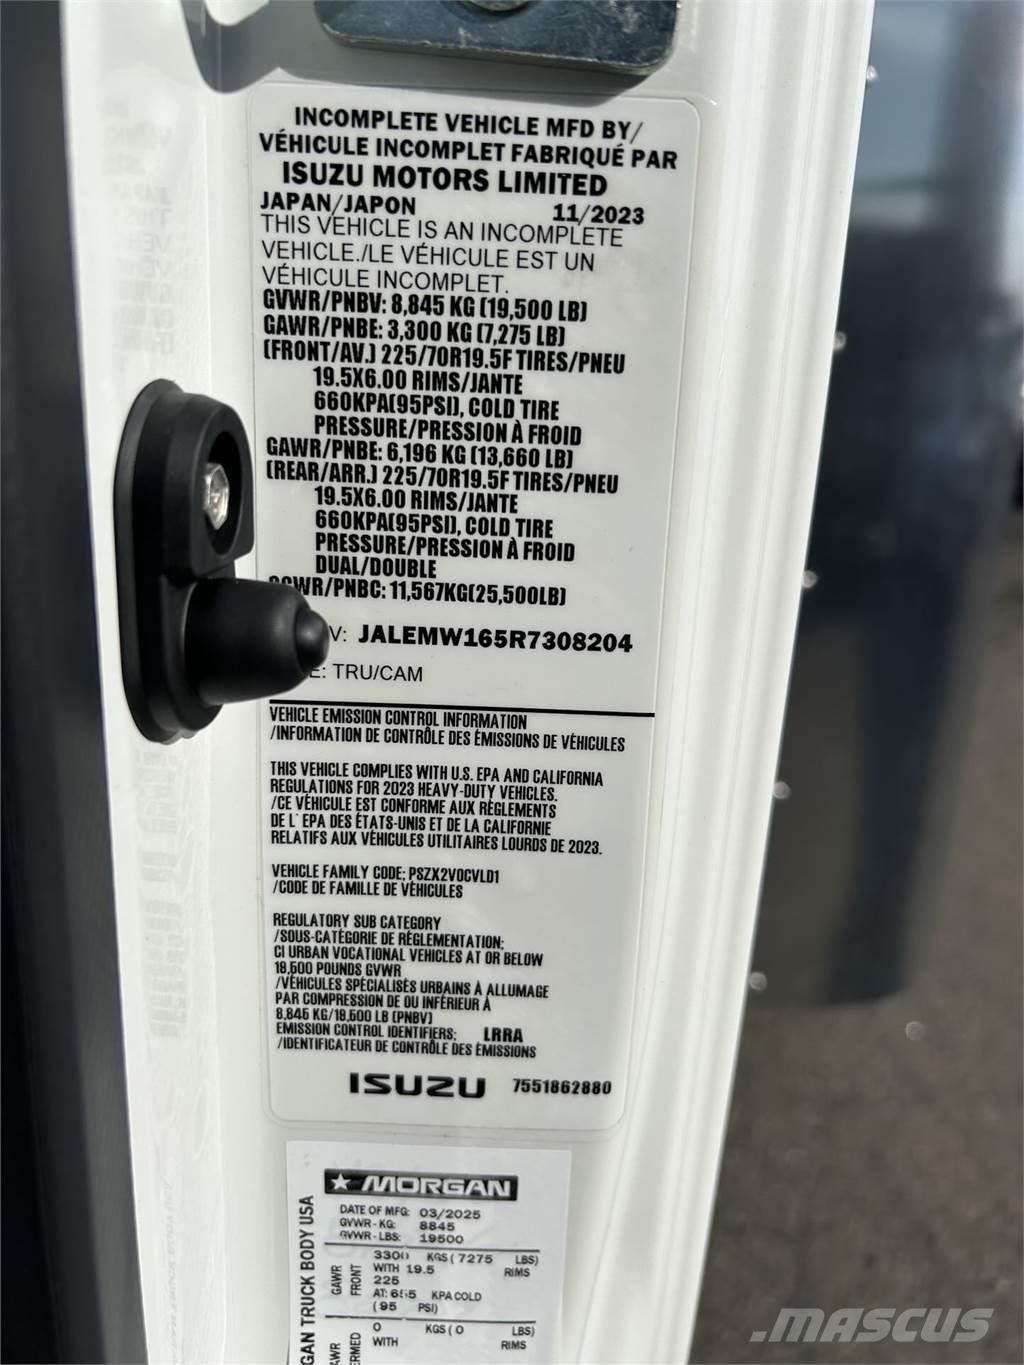 INCOMPLETE VEHICLE MFD BY/
VÉHICULE INCOMPLET FABRIQUÉ PAR
ISUZU MOTORS LIMITED
JAPAN/JAPON 11/2023
THIS VEHICLE IS AN INCOMPLETE
VEHICLE./LE VÉHICULE EST UN
VÉHICULE INCOMPLET.
GVWR/PNBV: 8,845 KG (19,500 LB)
GAWR/PNBE: 3,300 KG (7,275 LB)
(FRONT/AV.) 225/70R19.5F TIRES/PNEU
19.5X6.00 RIMS/JANTE
660KPA(95PSI), COLD TIRE
PRESSURE/PRESSION À FROID
GAWR/PNBE: 6,196 KG (13,660 LB)
(REAR/ARR.) 225/70R19.5F TIRES/PNEU
19.5X6.00 RIMS/JANTE
660KPA(95PSI), COLD TIRE
PRESSURE/PRESSION À FROID
DUAL/DOUBLE
WR/PNBC: 11,567KG(25,500LB)
V: JALEMW165R7308204
E: TRU/CAM
VEHICLE EMISSION CONTROL INFORMATION
/INFORMATION DE CONTRÔLE DES ÉMISSIONS DE VÉHICULES
THIS VEHICLE COMPLIES WITH U.S. EPA AND CALIFORNIA
REGULATIONS FOR 2023 HEAVY-DUTY VEHICLES.
/CE VÉHICULE EST CONFORME AUX RÈGLEMENTS
DE L' EPA DES ÉTATS-UNIS ET DE LA CALIFORNIE
RELATIFS AUX VÉHICULES UTILITAIRES LOURDS DE 2023.
VEHICLE FAMILY CODE: PSZX2VOCVLD1
/CODE DE FAMILLE DE VÉHICULES
REGULATORY SUB CATEGORY
/SOUS-CATÉGORIE DE RÉGLEMENTATION:
CI URBAN VOCATIONAL VEHICLES AT OR BELOW
19,500 POUNDS GVWR
/VÉHICULES SPÉCIALISÉS URBAINS À ALLUMAGE
PAR COMPRESSION DE OU INFÉRIEUR À
8,845 KG/19,500 LB (PNBV)
EMISSION CONTROL IDENTIFIERS: LRRA
/IDENTIFICATEUR DE CONTRÔLE DES ÉMISSIONS
ISUZU 7551862880
MORGAN
GAN TRUCK BODY USA
DATE OF MFG: 03/2025
GVWR-KG: 8845
GVWR-LBS: 19500
GAWR FRONT
3300 KGS ( 7275 LBS)
WITH 19.5 RIMS
225
AT: 655 KPA COLD
( 95 PSI)
WR ERMED
0 KGS ( 0 LBS)
WITH RIMS
MASCUS